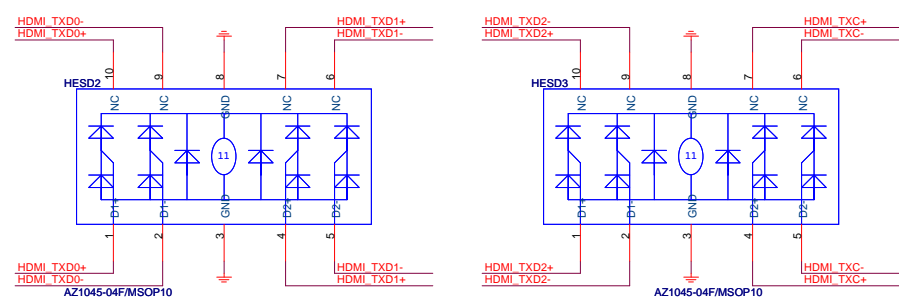 HDMI_TXD0-
HDMI_TXD0+
HDMI_TXD1+
HDMI_TXD1-
HDMI_TXD2-
HDMI_TXD2+
HDMI_TXC+
HDMI_TXC-
10 9 8 7 6
10 9 8 7 6
HESD2
HESD3
NC NC GND NC NC
NC NC GND NC NC
11
11
D1+ D1- GND D2+ D2-
D1+ D1- GND D2+ D2-
1 2 3 4 5
1 2 3 4 5
HDMI_TXD0+
HDMI_TXD0-
HDMI_TXD1-
HDMI_TXD1+
HDMI_TXD2+
HDMI_TXD2-
HDMI_TXC-
HDMI_TXC+
AZ1045-04F/MSOP10
AZ1045-04F/MSOP10